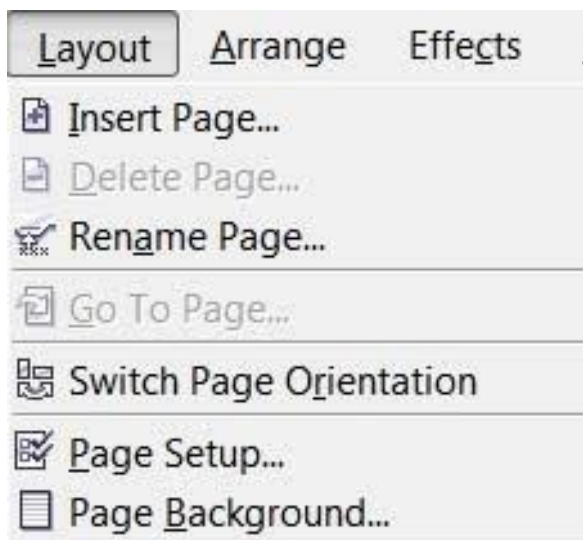 Layout Arrange Effects
Insert Page...
Delete Page...
Rename Page...
Go To Page...
Switch Page Orientation
Page Setup...
Page Background...